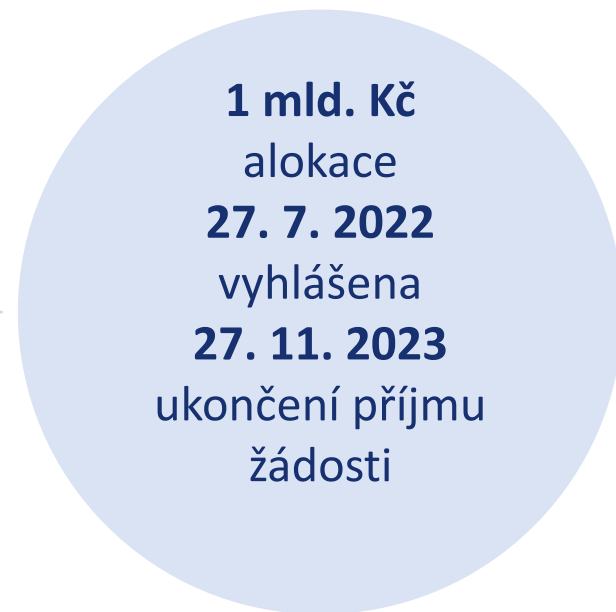 1 mld. Kč
alokace
27. 7. 2022
vyhlášena
27. 11. 2023
ukončení příjmu
žádosti